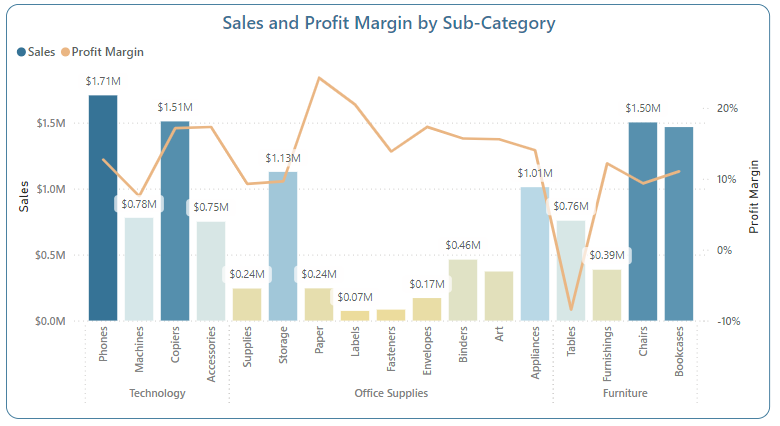 Sales and Profit Margin by Sub-Category
Sales Profit Margin
$1.71M
$0.78M
$1.51M
$0.75M
$0.24M
$1.13M
$0.24M
$0.07M
$0.17M
$0.46M
$1.01M
$0.76M
$0.39M
$1.50M
Sales
$1.5M
$1.0M
$0.5M
$0.0M
20%
10%
0%
-10%
Profit Margin
Phones
Machines
Copiers
Accessories
Supplies
Storage
Paper
Labels
Fasteners
Envelopes
Binders
Art
Appliances
Tables
Furnishings
Chairs
Bookcases
Technology
Office Supplies
Furniture